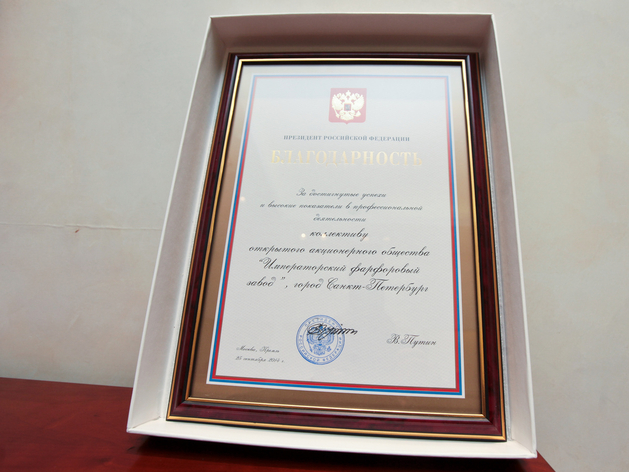 ПРЕЗИДЕНТ РОССИЙСКОЙ ФЕДЕРАЦИИ
БЛАГОДАРНОСТЬ
За достигнутые успехи
и высокие показатели в профессиональной
деятельности
коллективу
открытого акционерного общества
"Императорский фарфоровый
завод", город Санкт-Петербург
В.Путин
Москва, Кремль